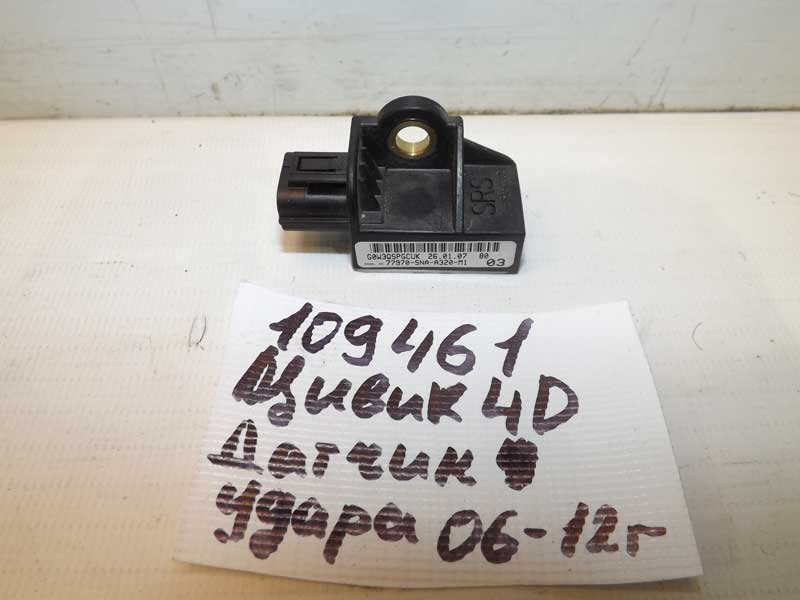 SRS
G0W3QSPGCUK 26.01.07 B0
77970-SNA-A320-M1 03
109461
Цивик 4D
Датчик
удара 06-12г